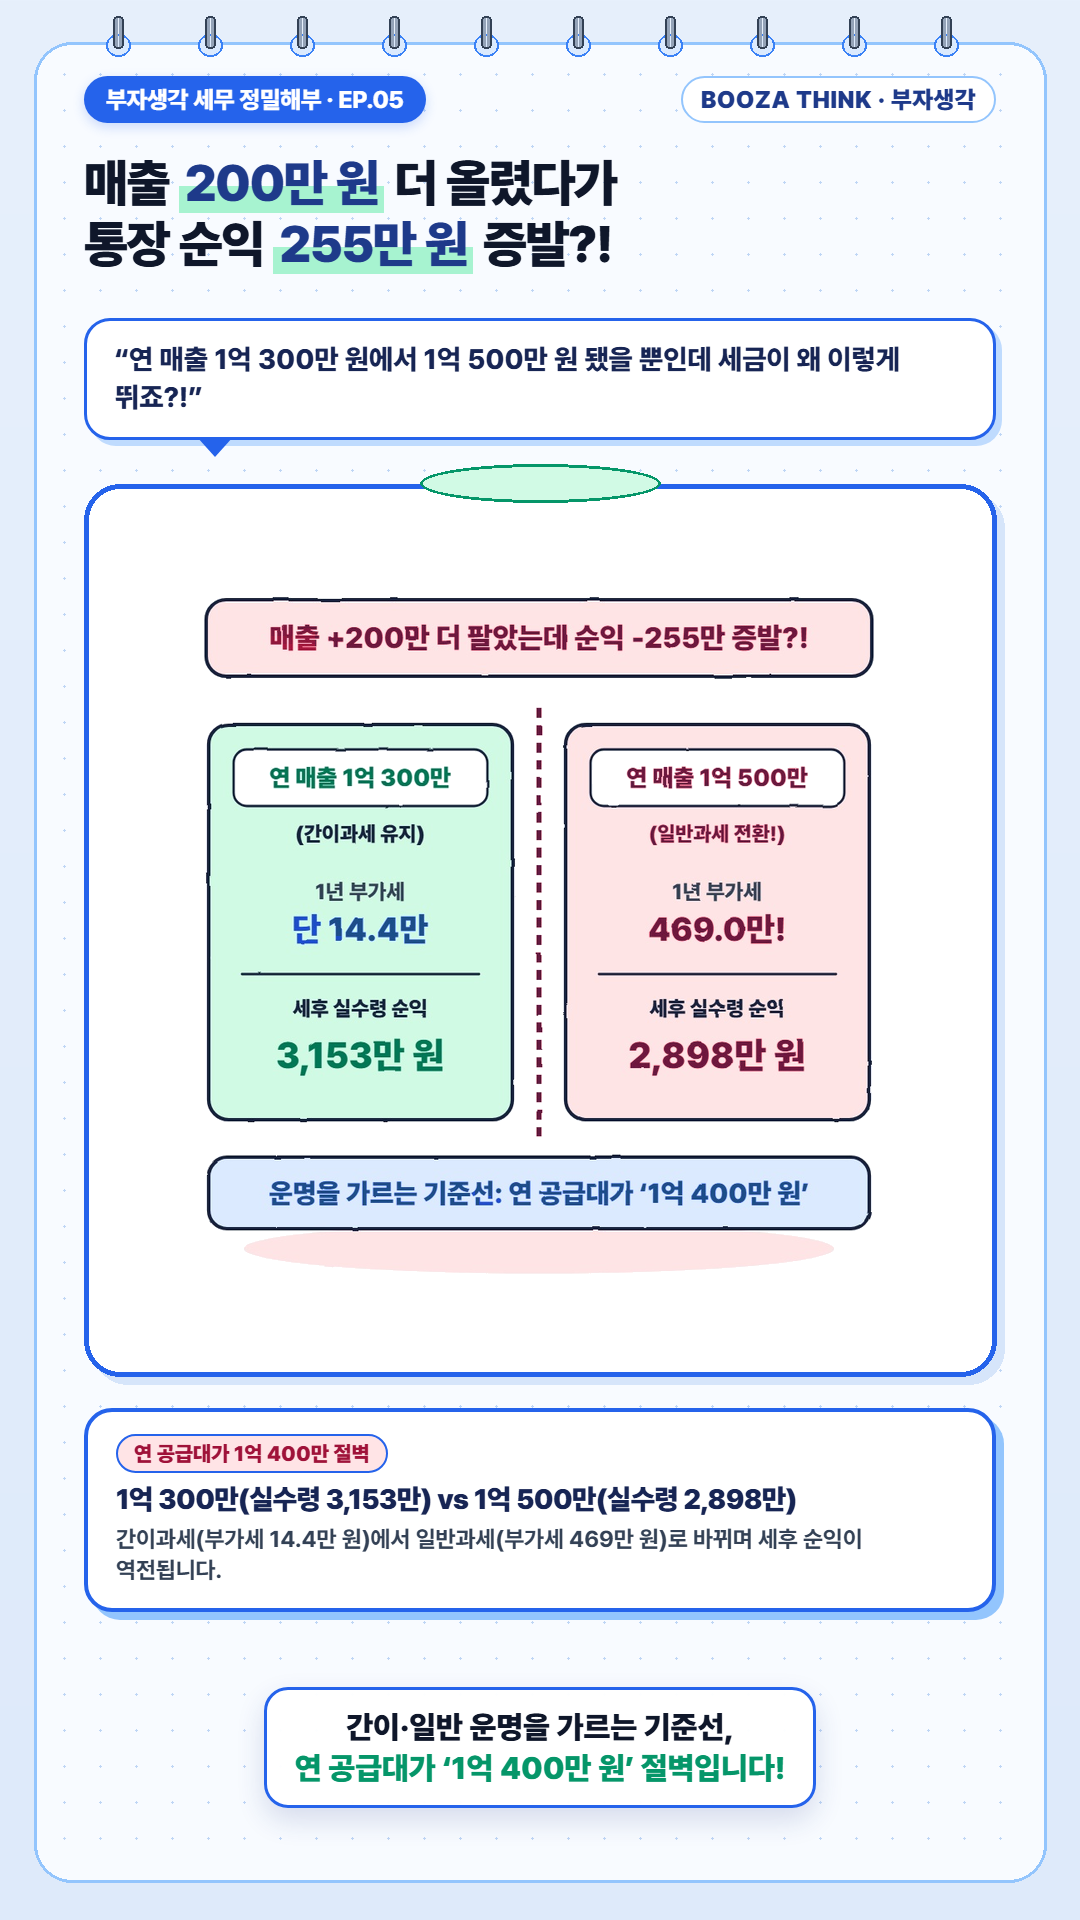 부자생각 세무 정밀해부 · EP.05
BOOZA THINK · 부자생각
매출 200만 원 더 올렸다가
통장 순익 255만 원 증발?!
“연 매출 1억 300만 원에서 1억 500만 원 됐을 뿐인데 세금이 왜 이렇게
뛰죠?!”
매출 +200만 더 팔았는데 순익 -255만 증발?!
연 매출 1억 300만
(간이과세 유지)
1년 부가세
단 14.4만
세후 실수령 순익
3,153만 원
연 매출 1억 500만
(일반과세 전환!)
1년 부가세
469.0만!
세후 실수령 순익
2,898만 원
운명을 가르는 기준선: 연 공급대가 ‘1억 400만 원’
연 공급대가 1억 400만 절벽
1억 300만(실수령 3,153만) vs 1억 500만(실수령 2,898만)
간이과세(부가세 14.4만 원)에서 일반과세(부가세 469만 원)로 바뀌며 세후 순익이
역전됩니다.
간이·일반 운명을 가르는 기준선,
연 공급대가 ‘1억 400만 원’ 절벽입니다!